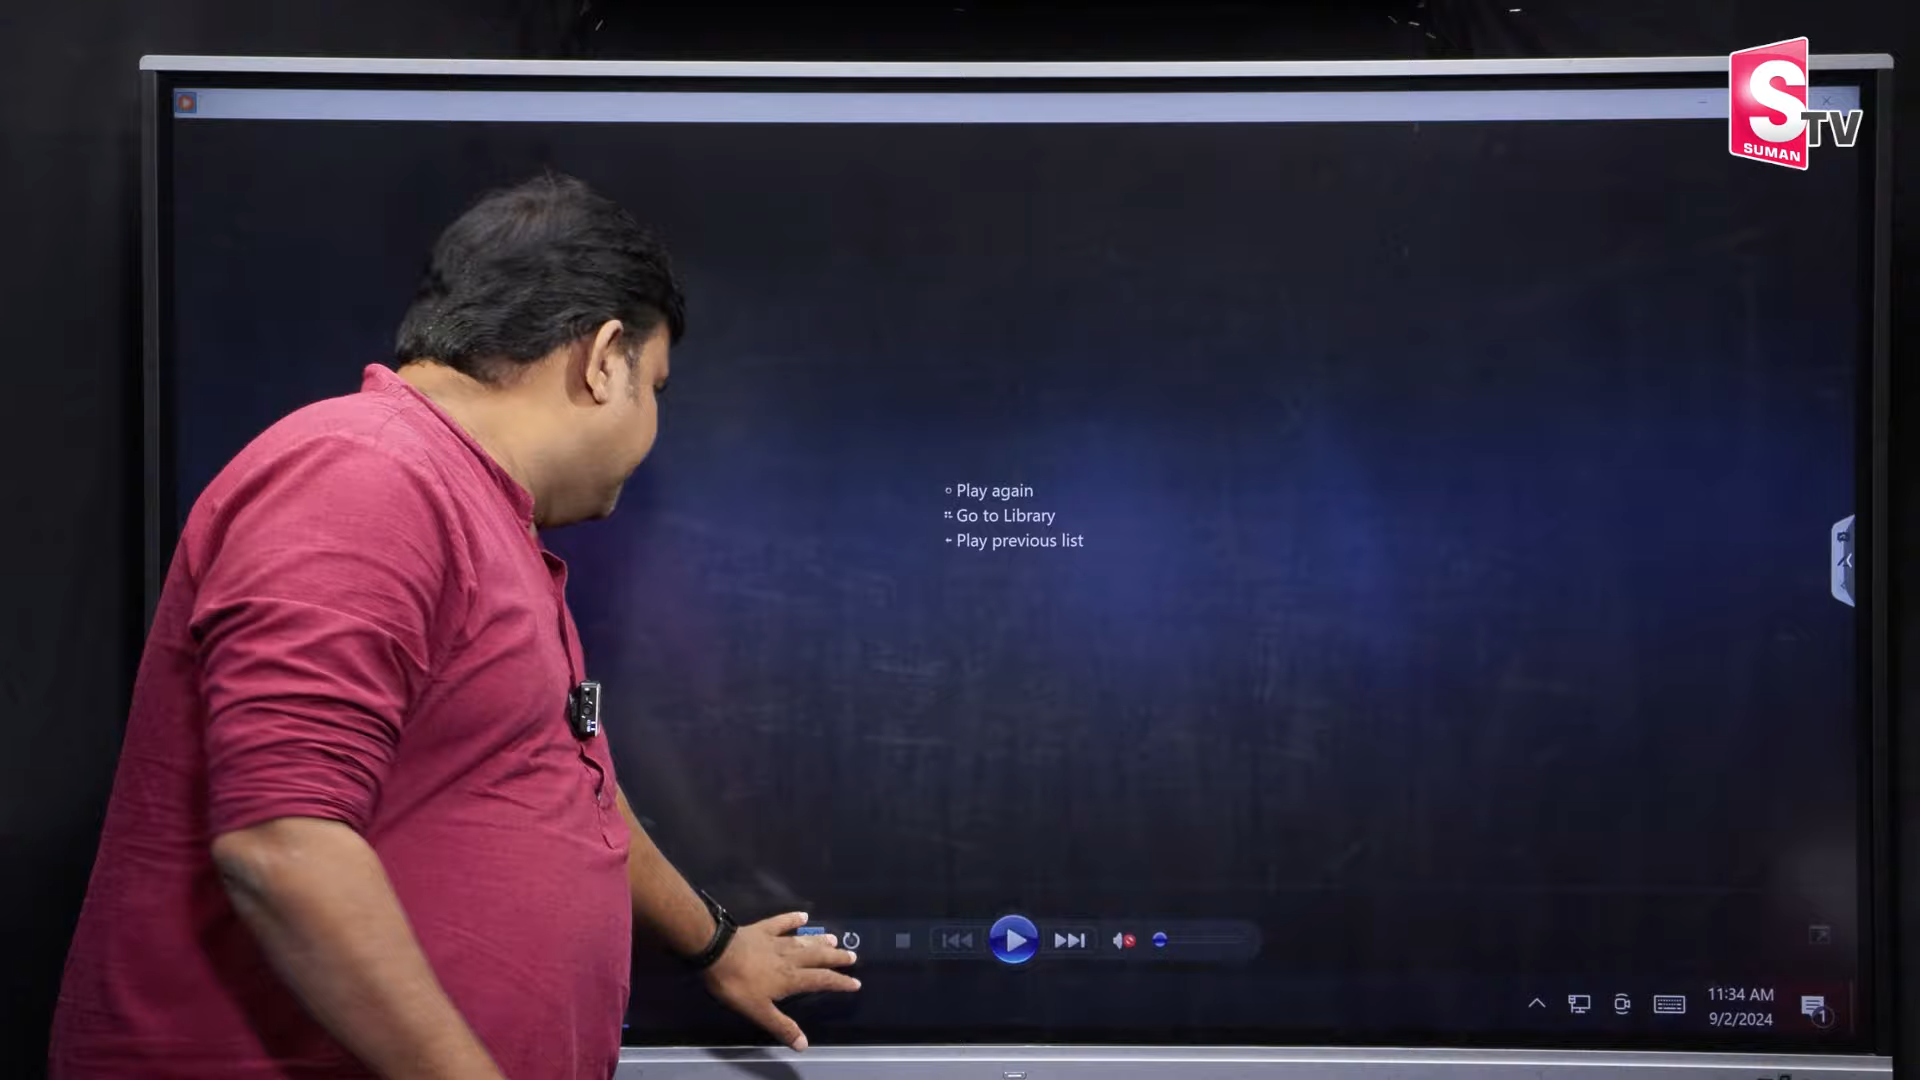 S
TV
SUMAN
Play again
Go to Library
Play previous list
11:34 AM
9/2/2024
1